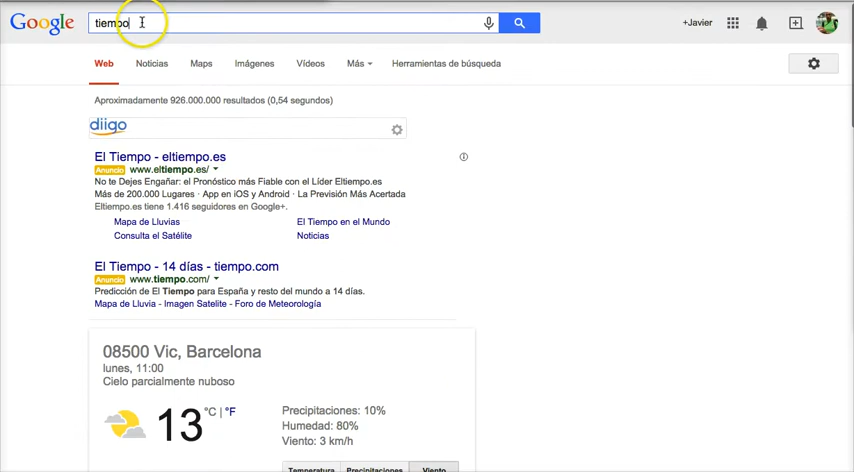 Google tiempo +Javier
Web Noticias Maps Imágenes Vídeos Más Herramientas de búsqueda
Aproximadamente 926.000.000 resultados (0,54 segundos)
diigo
El Tiempo - eltiempo.es
Anuncio www.eltiempo.es/
No te Dejes Engañar: el Pronóstico más Fiable con el Líder Eltiempo.es
Más de 200.000 Lugares · App en iOS y Android · La Previsión Más Acertada
Eltiempo.es tiene 1.416 seguidores en Google+.
Mapa de Lluvias El Tiempo en el Mundo
Consulta el Satélite Noticias
El Tiempo - 14 días - tiempo.com
Anuncio www.tiempo.com/
Predicción de El Tiempo para España y resto del mundo a 14 días.
Mapa de Lluvia - Imagen Satelite - Foro de Meteorología
08500 Vic, Barcelona
lunes, 11:00
Cielo parcialmente nuboso
13 °C | °F
Precipitaciones: 10%
Humedad: 80%
Viento: 3 km/h
Temperatura Precipitaciones Viento